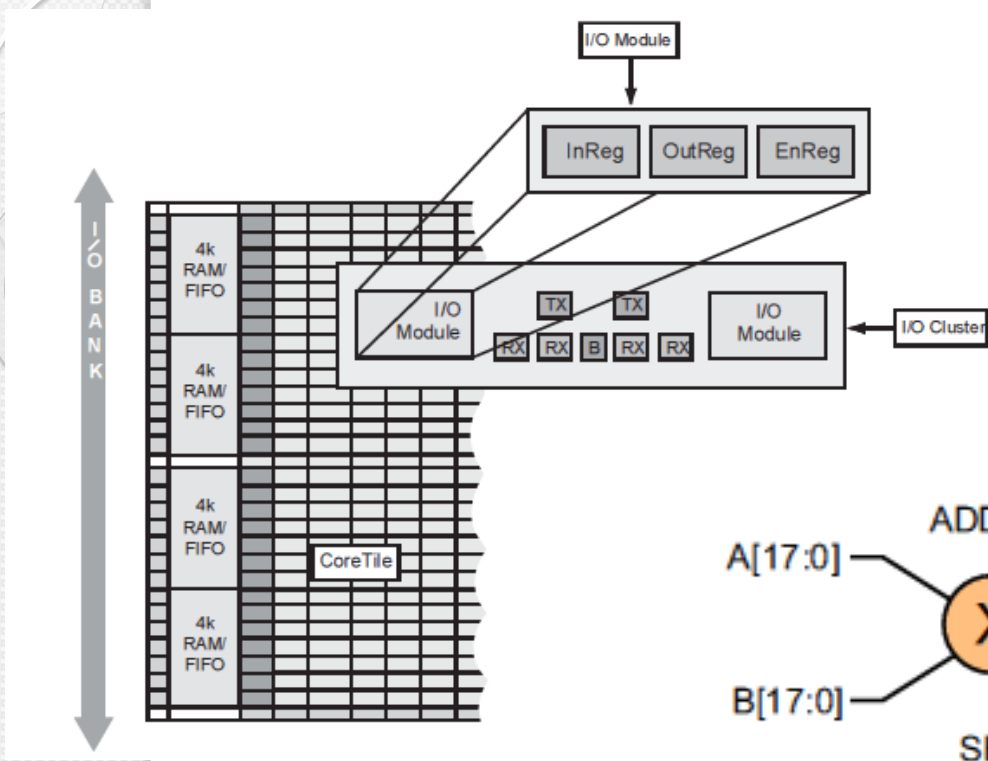 I/O Module
InReg OutReg EnReg
I/O BANK
4k
RAM/
FIFO
I/O
Module
TX TX
RX RX B RX RX
I/O
Module
I/O Cluster
4k
RAM/
FIFO
4k
RAM/
FIFO
CoreTile
4k
RAM/
FIFO
A[17:0]
B[17:0]